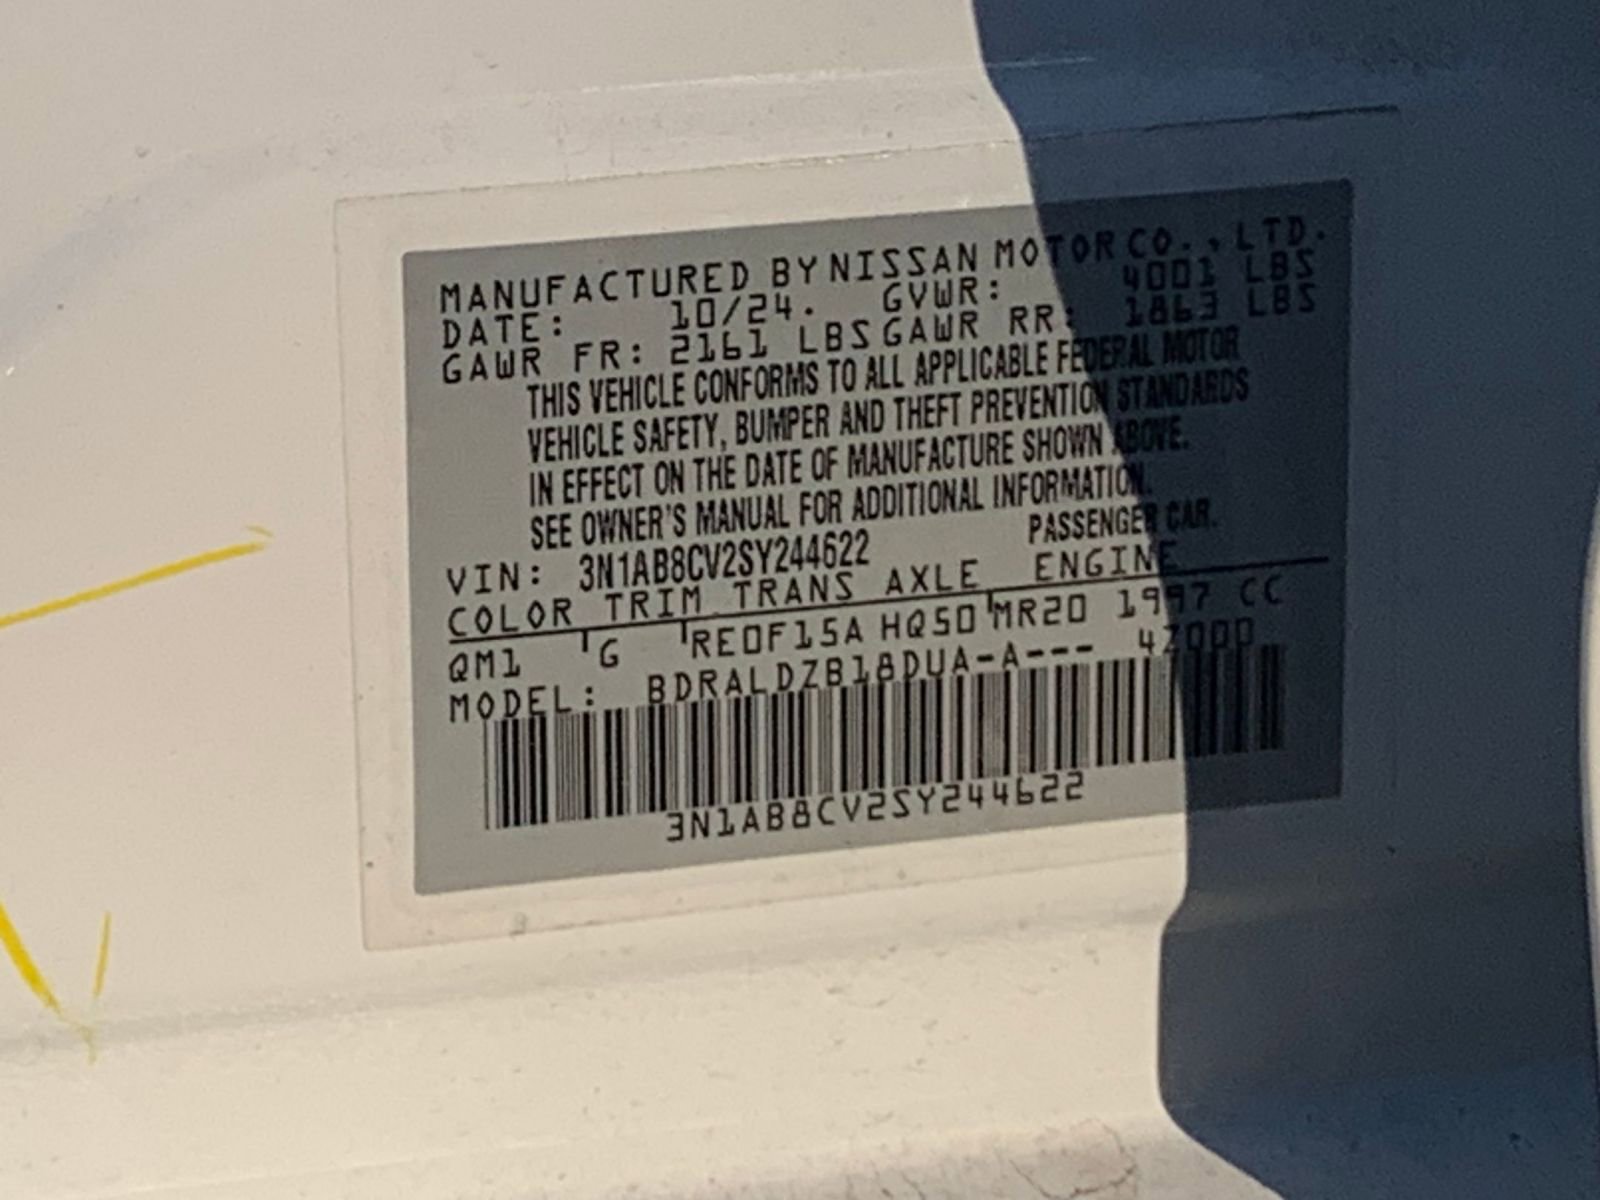 MANUFACTURED BY NISSAN MOTOR CO., LTD.
DATE: 10/24. GVWR: 4001 LBS
GAWR FR: 2161 LBS GAWR RR: 1863 LBS
THIS VEHICLE CONFORMS TO ALL APPLICABLE FEDERAL MOTOR
VEHICLE SAFETY, BUMPER AND THEFT PREVENTION STANDARDS
IN EFFECT ON THE DATE OF MANUFACTURE SHOWN ABOVE.
SEE OWNER'S MANUAL FOR ADDITIONAL INFORMATION.
PASSENGER CAR.
VIN: 3N1AB8CV2SY244622
COLOR TRIM TRANS AXLE ENGINE
QM1 G RE0F15A HQ50 MR20 1997 CC
MODEL: BDRALDZB18DUA-A---
3N1AB8CV2SY244622